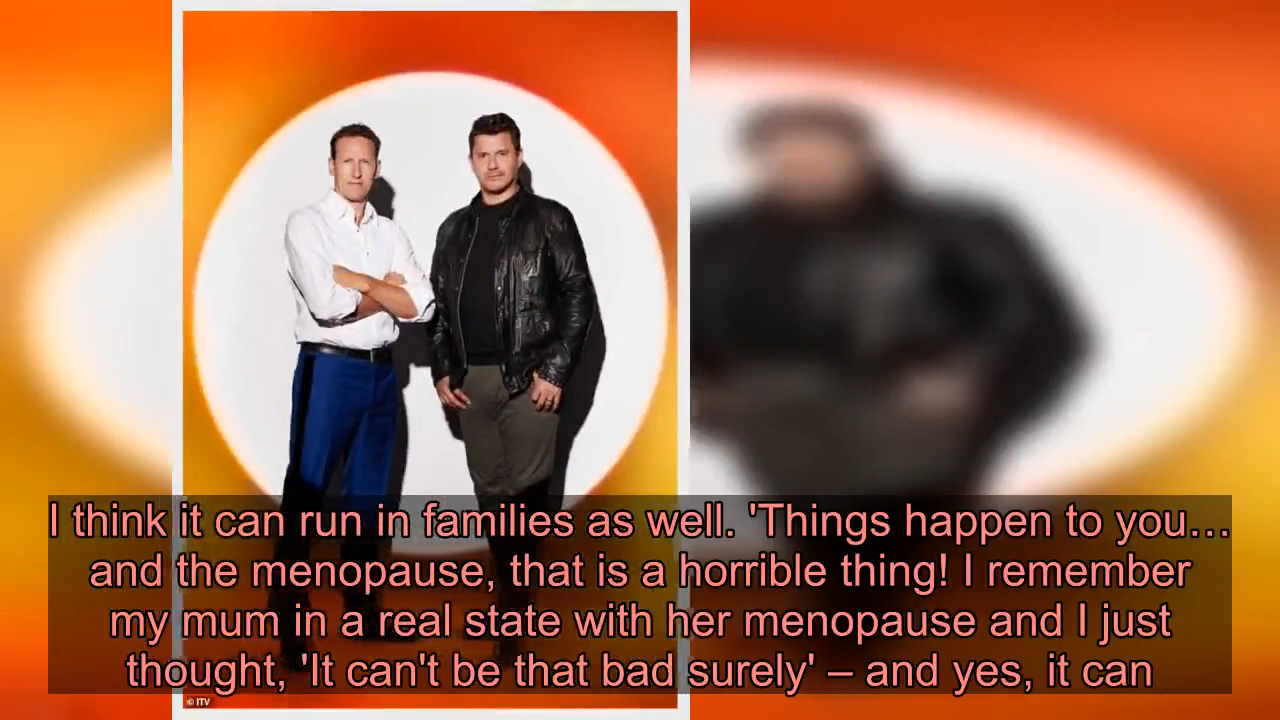 I think it can run in families as well. 'Things happen to you...
and the menopause, that is a horrible thing! I remember
my mum in a real state with her menopause and I just
thought, 'It can't be that bad surely' – and yes, it can
© ITV